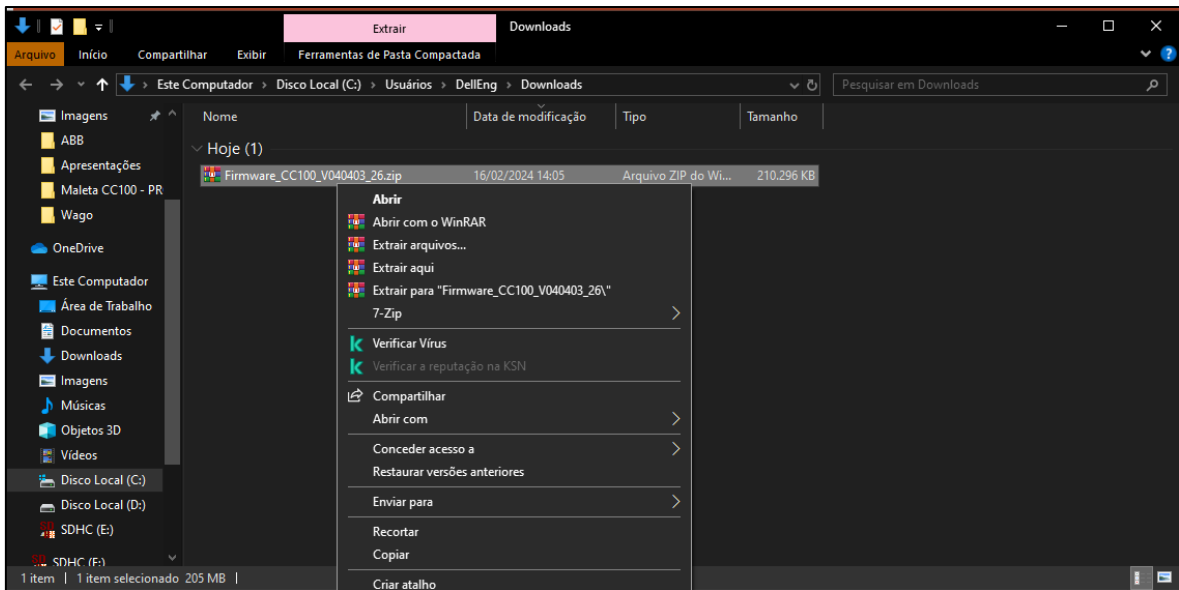 Extrair Downloads
Arquivo Início Compartilhar Exibir Ferramentas de Pasta Compactada
Este Computador > Disco Local (C:) > Usuários > DellEng > Downloads Pesquisar em Downloads
Imagens
ABB
Apresentações
Maleta CC100 - PR
Wago
OneDrive
Este Computador
Área de Trabalho
Documentos
Downloads
Imagens
Músicas
Objetos 3D
Vídeos
Disco Local (C:)
Disco Local (D:)
SDHC (E:)
SDHC (E:)
Nome Data de modificação Tipo Tamanho
Hoje (1)
Firmware_CC100_V040403_26.zip 16/02/2024 14:05 Arquivo ZIP do Wi... 210.296 KB
Abrir
Abrir com o WinRAR
Extrair arquivos...
Extrair aqui
Extrair para "Firmware_CC100_V040403_26\"
7-Zip
Verificar Vírus
Verificar a reputação na KSN
Compartilhar
Abrir com
Conceder acesso a
Restaurar versões anteriores
Enviar para
Recortar
Copiar
Criar atalho
1 item 1 item selecionado 205 MB